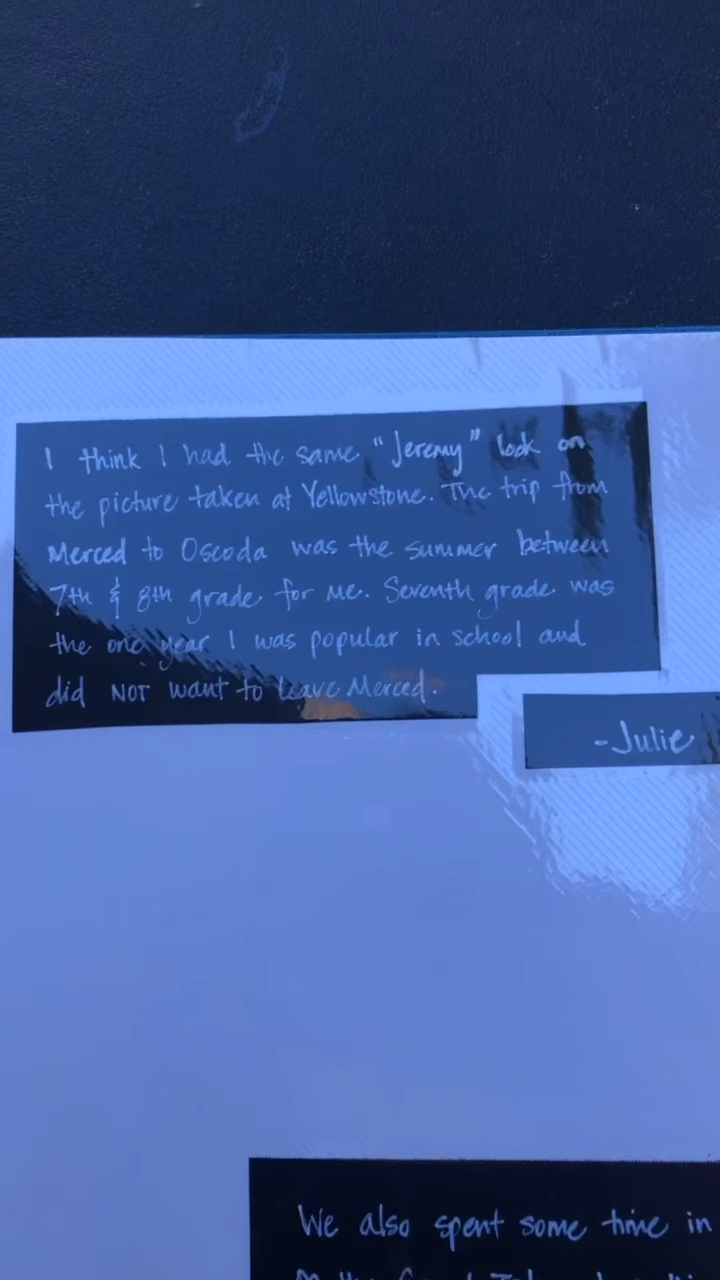 I think I had the same "Jeremy" look on
the picture taken at Yellowstone. The trip from
Merced to Oscoda was the summer between
7th & 8th grade for me. Seventh grade was
the one year I was popular in school and
did NOT want to leave Merced.
-Julie
We also spent some time in